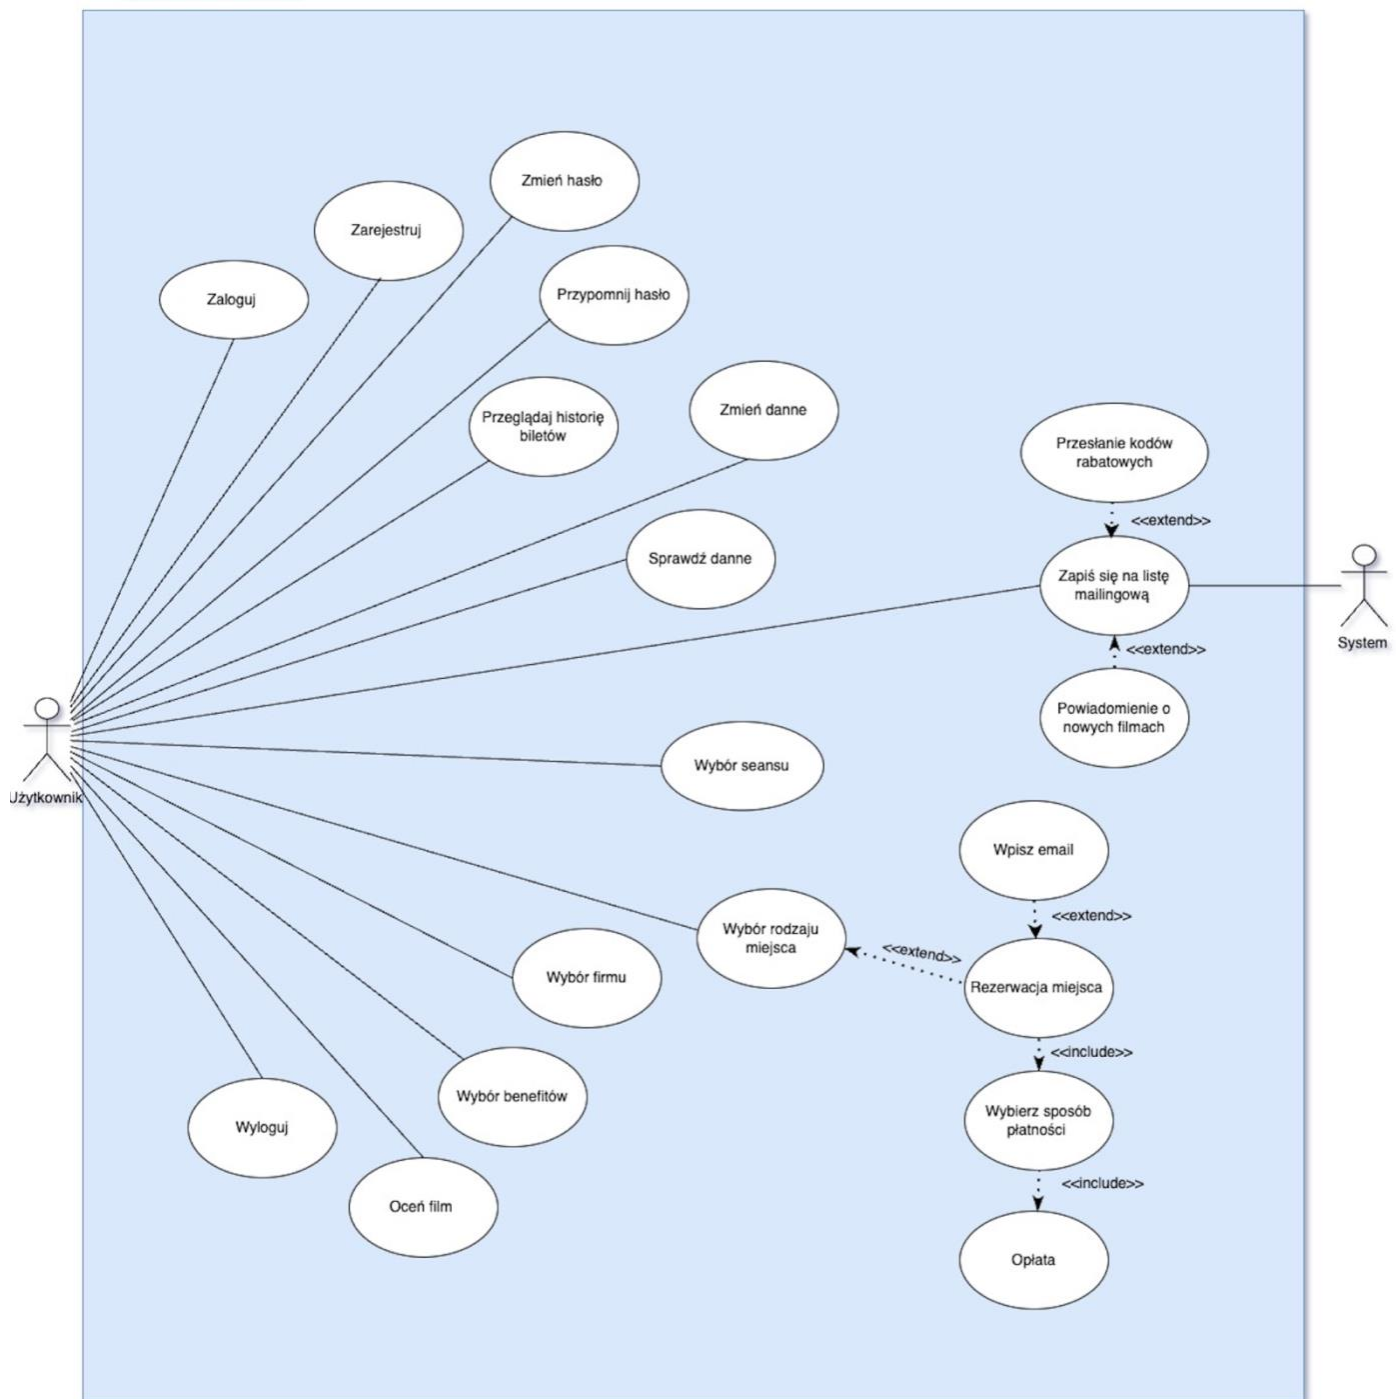 Zmień hasło
Zarejestruj
Zaloguj
Przypomnij hasło
Przeglądaj historię
biletów
Zmień danne
Sprawdź danne
Przesłanie kodów
rabatowych
<<extend>>
Zapiś się na listę
mailingową
System
<<extend>>
Powiadomienie o
nowych filmach
Użytkownik
Wybór seansu
Wpisz email
<<extend>>
Wybór rodzaju
miejsca
<<extend>>
Rezerwacja miejsca
Wybór firmu
<<include>>
Wybór benefitów
Wybierz sposób
płatności
Wyloguj
<<include>>
Oceń film
Opłata